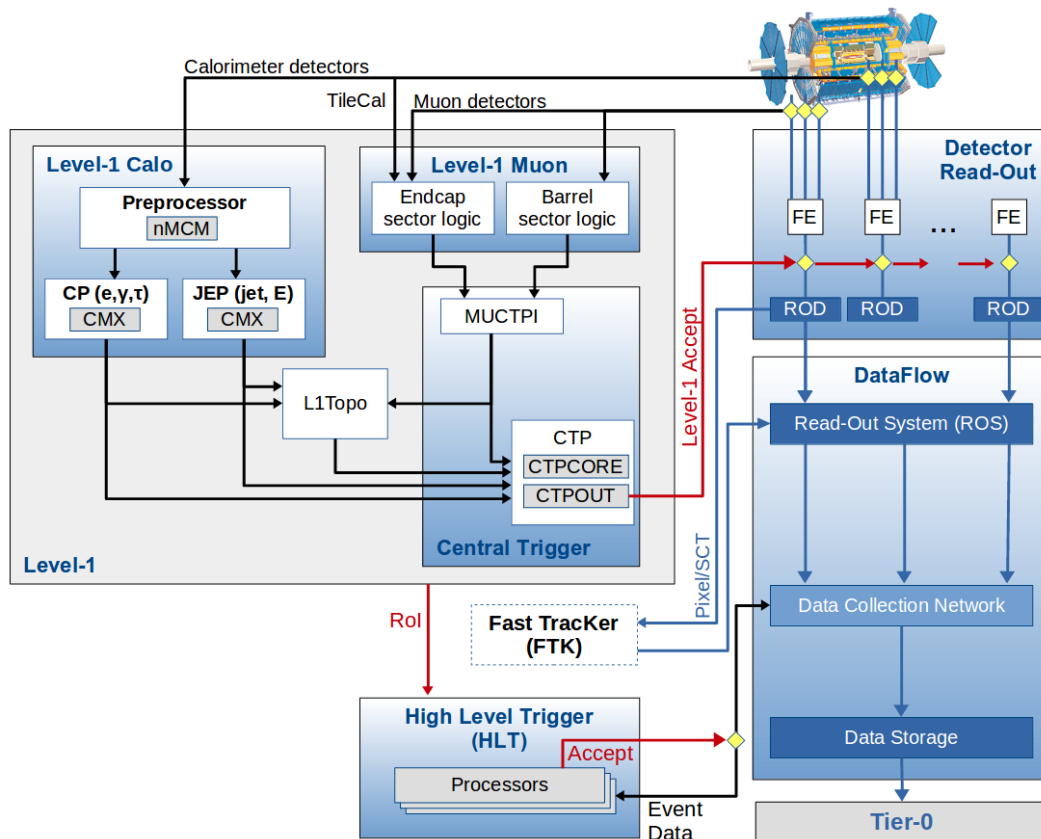 Calorimeter detectors
TileCal
Muon detectors
Level-1 Calo
Preprocessor
nMCM
CP (e,γ,τ)
CMX
JEP (jet, E)
CMX
Level-1 Muon
Endcap
sector logic
Barrel
sector logic
MUCTPI
L1Topo
CTP
CTPCORE
CTPOUT
Central Trigger
Level-1
Level-1 Accept
Detector
Read-Out
FE
FE
...
FE
ROD
ROD
ROD
DataFlow
Read-Out System (ROS)
Data Collection Network
Data Storage
Tier-0
Pixel/SCT
Fast TracKer
(FTK)
RoI
High Level Trigger
(HLT)
Accept
Processors
Event
Data